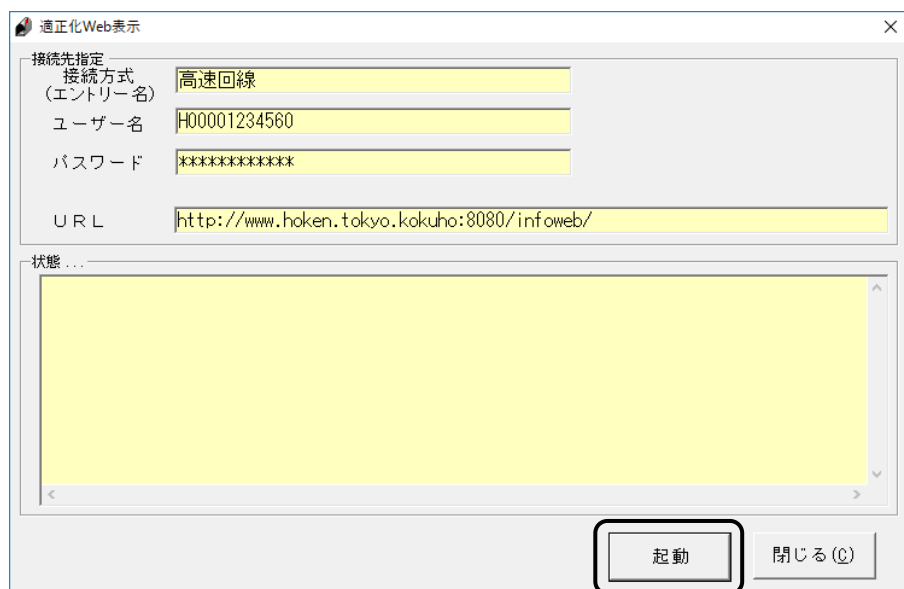 適正化Web表示
接続先指定
接続方式
(エントリー名)
高速回線
ユーザー名
H00001234560
パスワード
************
URL
http://www.hoken.tokyo.kokuho:8080/infoweb/
状態...
起動
閉じる(C)